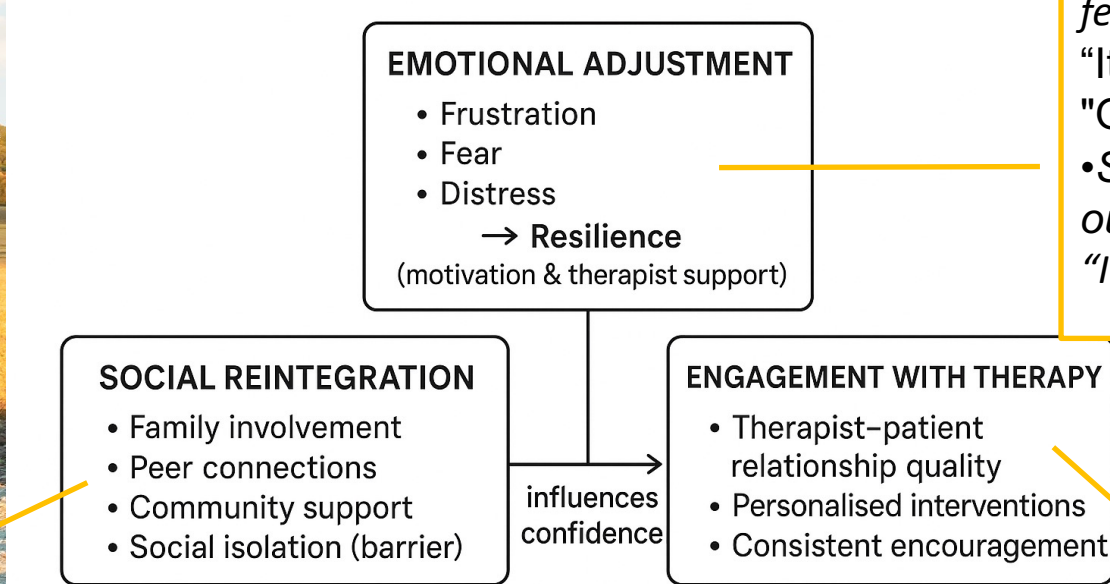 EMOTIONAL ADJUSTMENT
• Frustration
• Fear
• Distress
→ Resilience
(motivation & therapist support)
SOCIAL REINTEGRATION
• Family involvement
• Peer connections
• Community support
• Social isolation (barrier)
influences
confidence
ENGAGEMENT WITH THERAPY
• Therapist–patient
relationship quality
• Personalised interventions
• Consistent encouragement